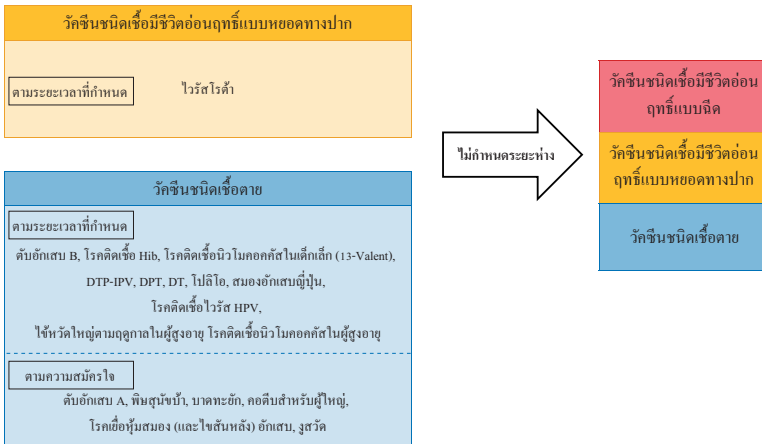 วัคซีนชนิดเชื้อมีชีวิตอ่อนฤทธิ์แบบหยอดทางปาก
ตามระยะเวลาที่กำหนด
ไวรัสโรต้า
วัคซีนชนิดเชื้อตาย
ตามระยะเวลาที่กำหนด
ตับอักเสบ B, โรคติดเชื้อ Hib, โรคติดเชื้อนิวโมคอคคัสในเด็กเล็ก (13-Valent),
DTP-IPV, DPT, DT, โปลิโอ, สมองอักเสบญี่ปุ่น,
โรคติดเชื้อไวรัส HPV,
ไข้หวัดใหญ่ตามฤดูกาลในผู้สูงอายุ โรคติดเชื้อนิวโมคอคคัสในผู้สูงอายุ
ตามความสมัครใจ
ตับอักเสบ A, พิษสุนัขบ้า, บาดทะยัก, คอตีบสำหรับผู้ใหญ่,
โรคเยื่อหุ้มสมอง (และไขสันหลัง) อักเสบ, งูสวัด
ไม่กำหนดระยะห่าง
วัคซีนชนิดเชื้อมีชีวิตอ่อน
ฤทธิ์แบบฉีด
วัคซีนชนิดเชื้อมีชีวิตอ่อน
ฤทธิ์แบบหยอดทางปาก
วัคซีนชนิดเชื้อตาย